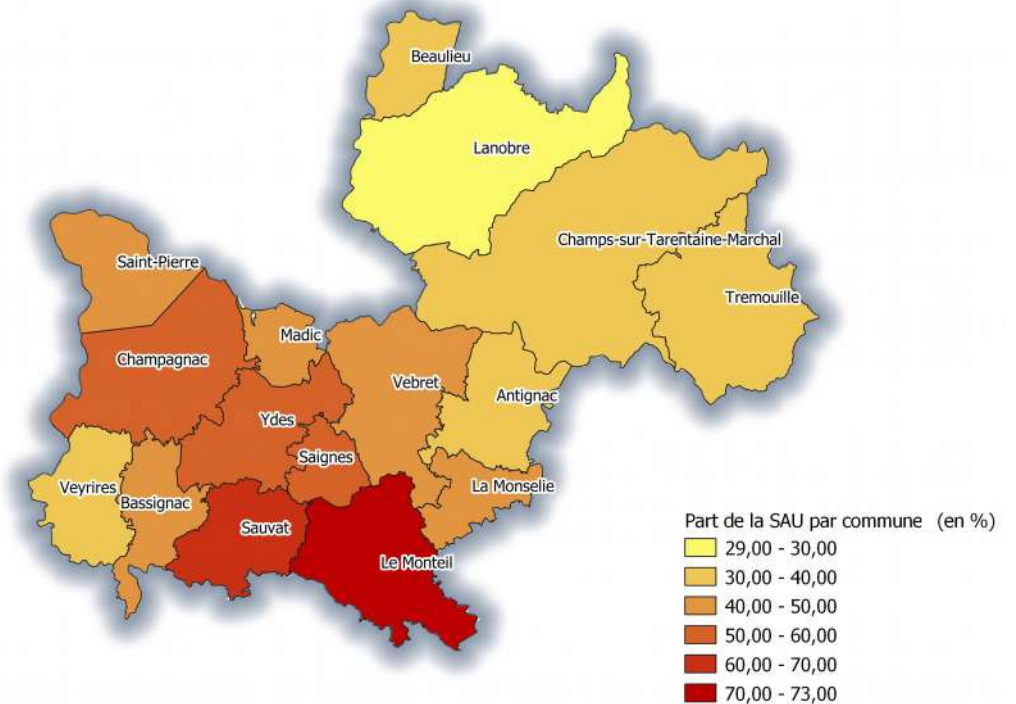 Beaulieu
Lanobre
Champs-sur-Tarentaine-Marchal
Saint-Pierre
Tremouille
Madic
Champagnac
Vebret
Antignac
Ydes
Saignes
Veyrires
Bassignac
La Monselie
Sauvat
Le Monteil
Part de la SAU par commune (en %)
29,00 - 30,00
30,00 - 40,00
40,00 - 50,00
50,00 - 60,00
60,00 - 70,00
70,00 - 73,00